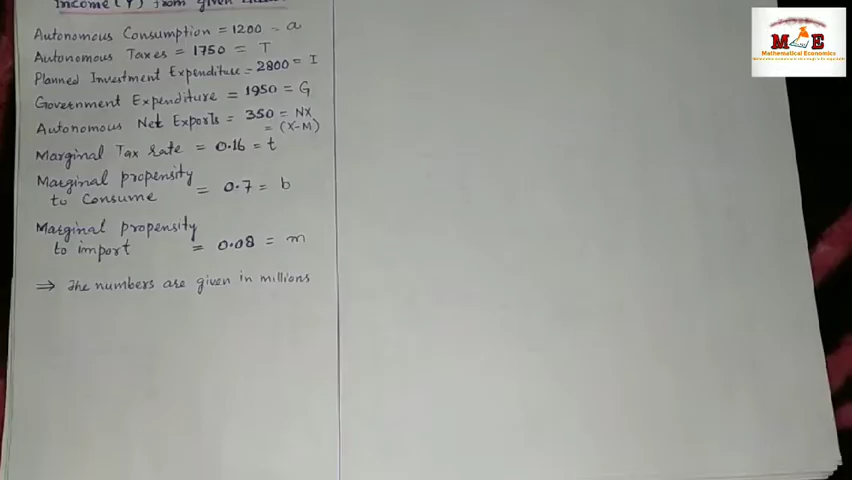 Income (Y) from given
Autonomous Consumption = 1200 = a
Autonomous Taxes = 1750 = T
Planned Investment Expenditure = 2800 = I
Government Expenditure = 1950 = G
Autonomous Net Exports = 350 = NX
= (X-M)
Marginal Tax rate = 0.16 = t
Marginal propensity
to Consume = 0.7 = b
Marginal propensity
to import = 0.08 = m
⇒ The numbers are given in millions
M E
Mathematical Economics